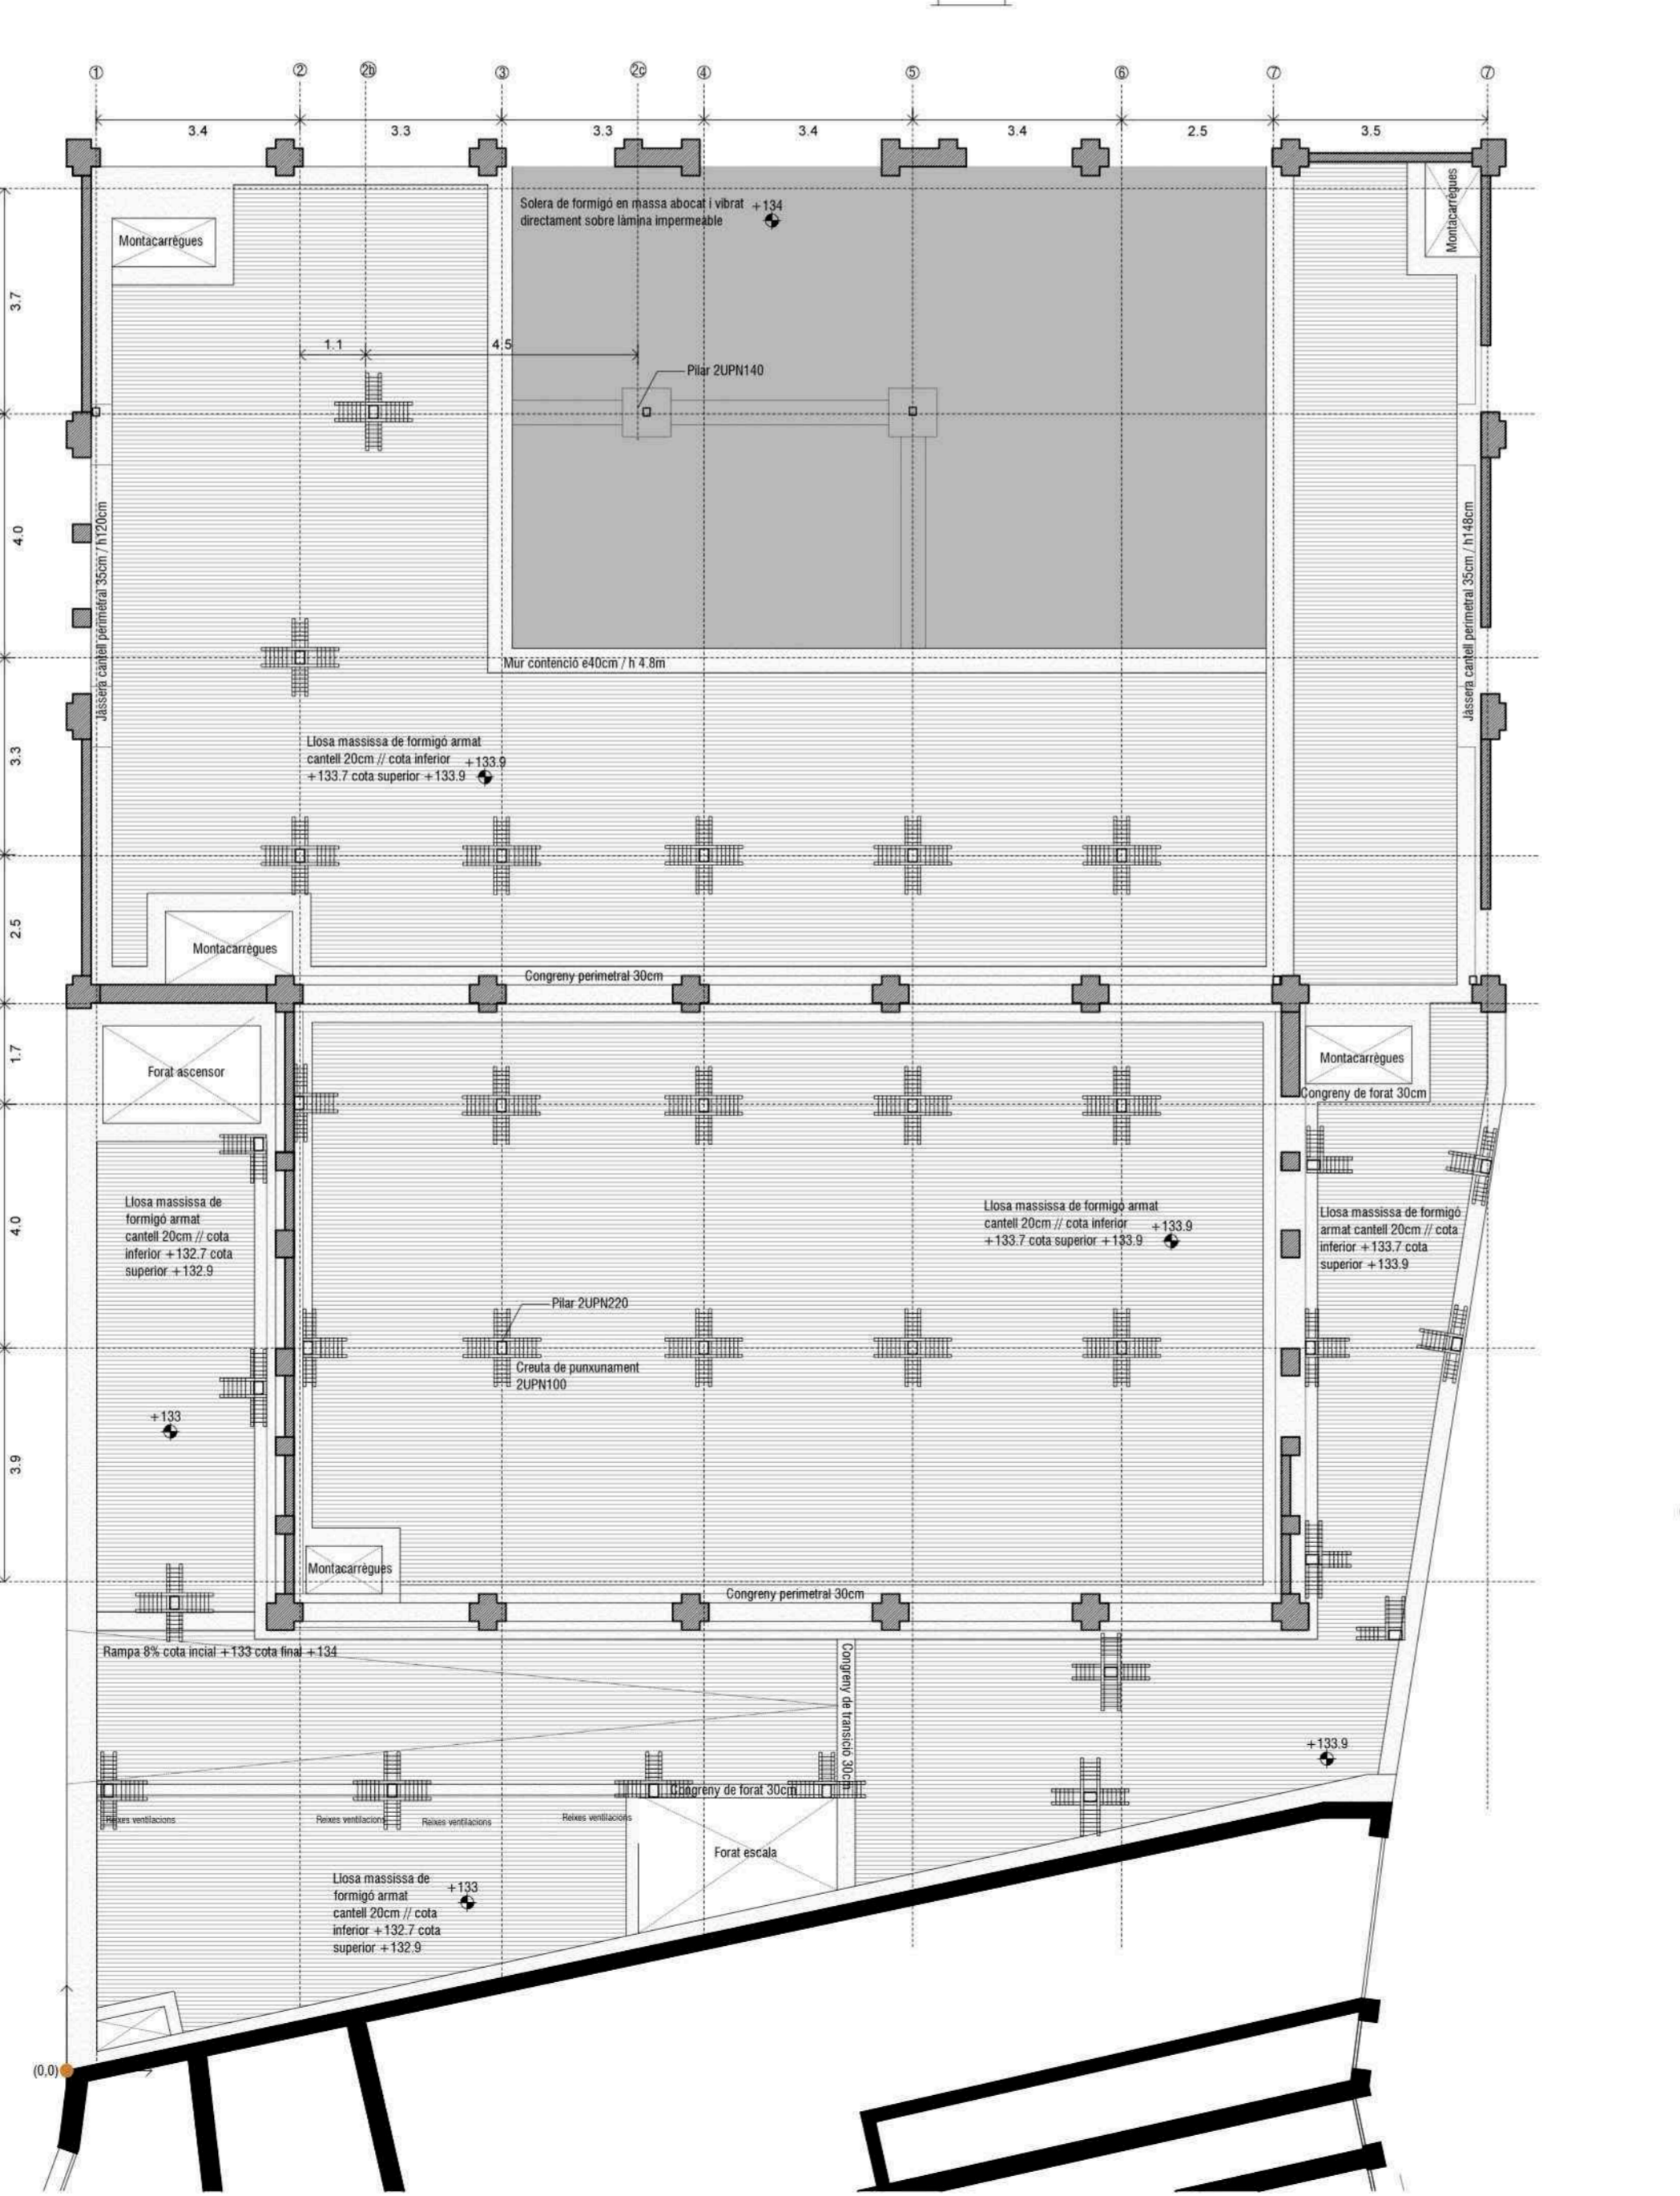 ① ② 2b ③ 2c ④ ⑤ ⑥ ⑦ ⑦
3.4 3.3 3.3 3.4 3.4 2.5 3.5
Montacarrègues
Solera de formigó en massa abocat i vibrat
directament sobre làmina impermeable
+134
Montacarrègues
3.7
1.1
4.5
Pilar 2UPN140
4.0
Jàssera cantell perimetral 35cm / h120cm
Jàssera cantell perimetral 35cm / h148cm
Mur contenció e40cm / h 4.8m
3.3
Llosa massissa de formigó armat
cantell 20cm // cota inferior
+133.7 cota superior +133.9
+133.9
2.5
Montacarrègues
Congreny perimetral 30cm
1.7
Forat ascensor
Montacarrègues
Congreny de forat 30cm
4.0
Llosa massissa de
formigó armat
cantell 20cm // cota
inferior +132.7 cota
superior +132.9
Llosa massissa de formigó armat
cantell 20cm // cota inferior
+133.7 cota superior +133.9
+133.9
Llosa massissa de formigó
armat cantell 20cm // cota
inferior +133.7 cota
superior +133.9
Pilar 2UPN220
Creuta de punxunament
2UPN100
+133
3.9
Montacarrègues
Congreny perimetral 30cm
Rampa 8% cota incial +133 cota final +134
Congreny de transició 30cm
+133.9
Congreny de forat 30cm
Reixes ventilacions
Reixes ventilacions
Reixes ventilacions
Reixes ventilacions
Forat escala
Llosa massissa de
formigó armat
cantell 20cm // cota
inferior +132.7 cota
superior +132.9
+133
(0,0)